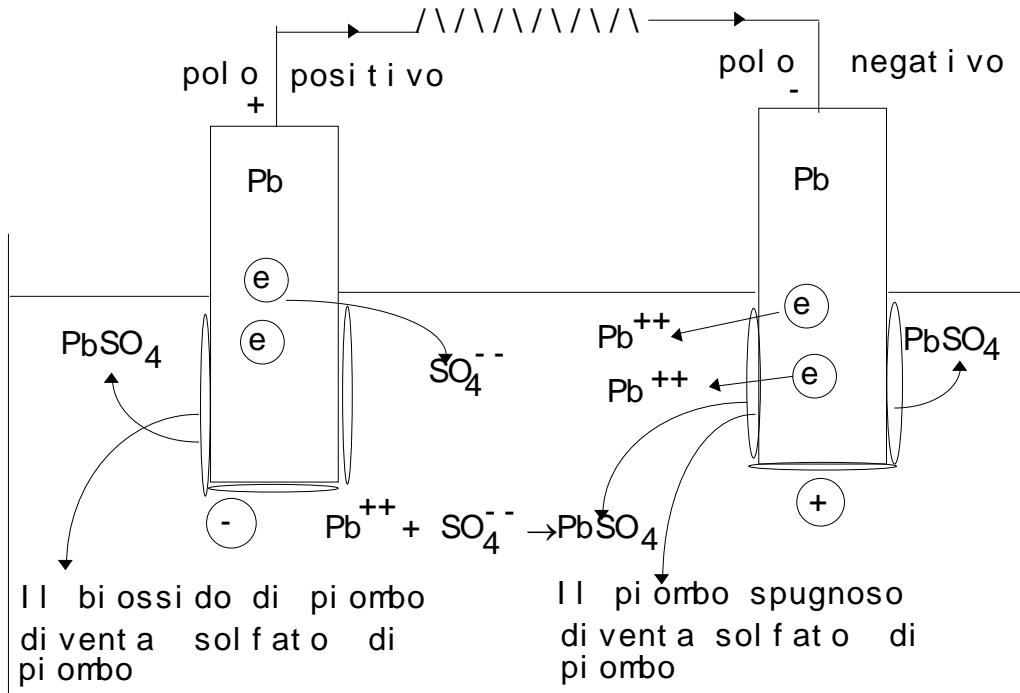 / \ / \ / \ / \ / \ / \
polo positivo
+
polo negativo
-
Pb
Pb
e
e
e
e
PbSO4
SO4--
Pb++
Pb++
PbSO4
-
Pb++ + SO4-- →PbSO4
+
Il biossido di piombo
diventa solfato di
piombo
Il piombo spugnoso
diventa solfato di
piombo